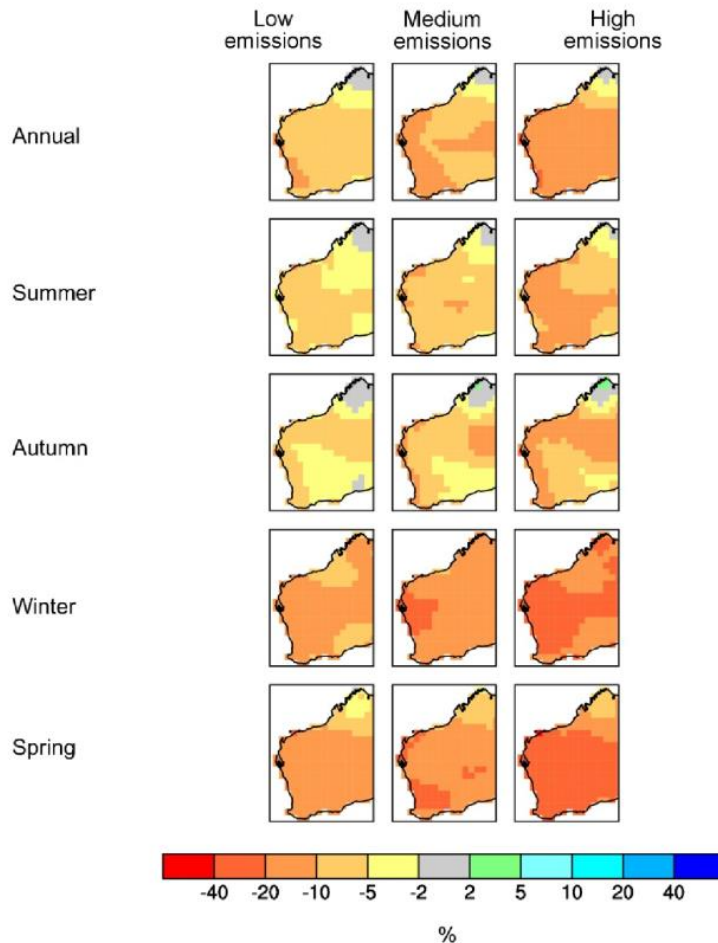 Low emissions
Medium emissions
High emissions
Annual
Summer
Autumn
Winter
Spring
-40 -20 -10 -5 -2 2 5 10 20 40
%